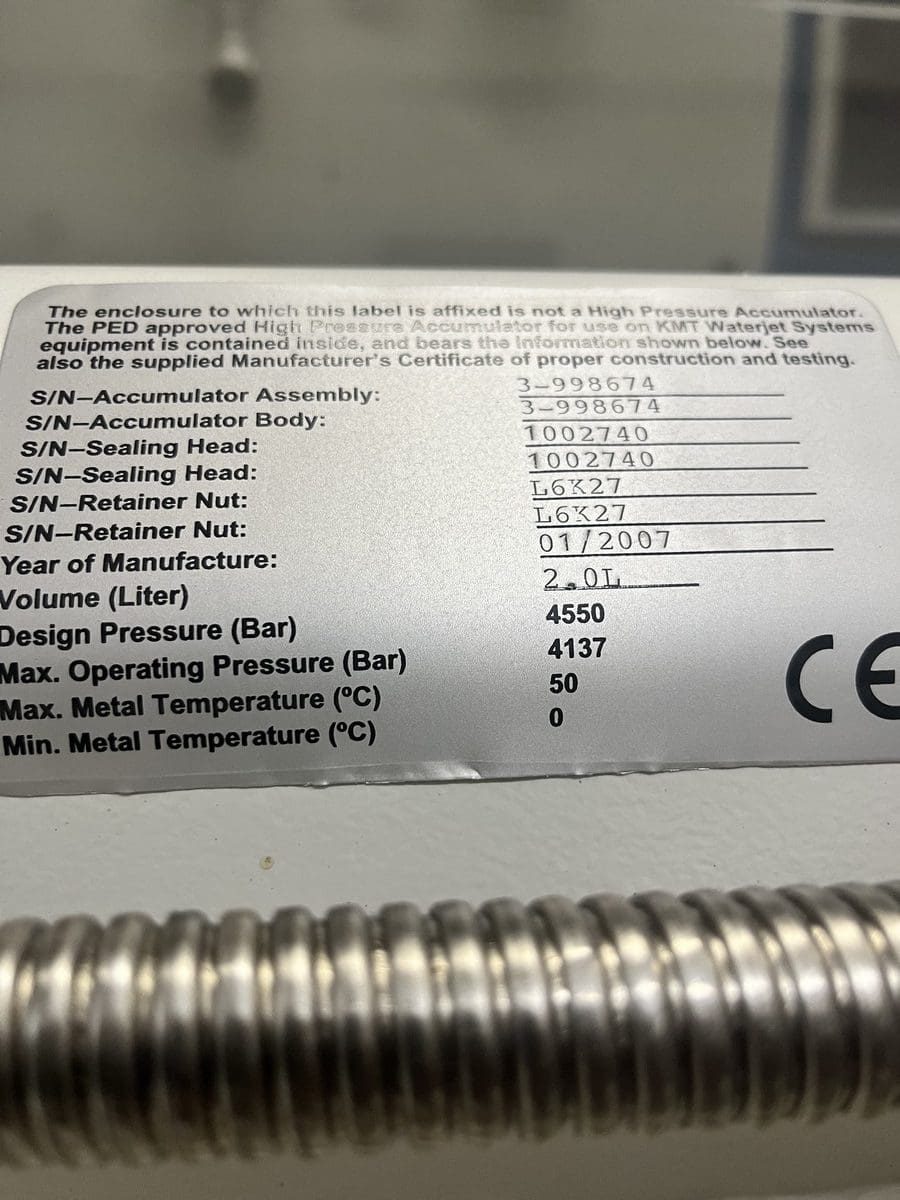 The enclosure to which this label is affixed is not a High Pressure Accumulator.
The PED approved High Pressure Accumulator for use on KMT Waterjet Systems
equipment is contained inside, and bears the Information shown below. See
also the supplied Manufacturer's Certificate of proper construction and testing.
S/N-Accumulator Assembly: 3-998674
S/N-Accumulator Body: 3-998674
S/N-Sealing Head: 1002740
S/N-Sealing Head: 1002740
S/N-Retainer Nut: L6K27
S/N-Retainer Nut: L6K27
Year of Manufacture: 01/2007
Volume (Liter) 2.0L
Design Pressure (Bar) 4550
Max. Operating Pressure (Bar) 4137
Max. Metal Temperature (ºC) 50
Min. Metal Temperature (ºC) 0
CE